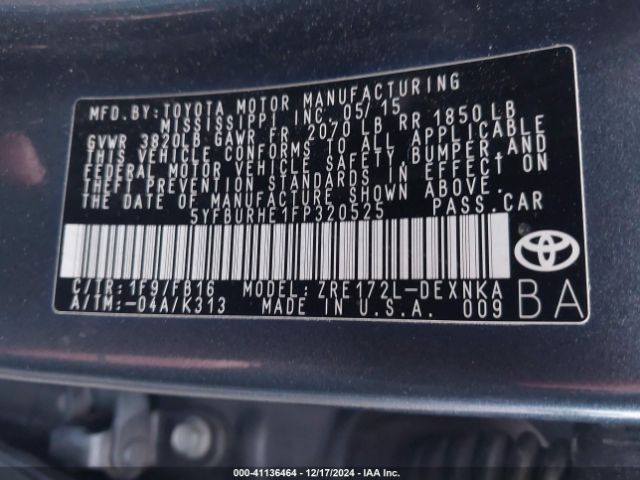 MFD.BY:TOYOTA MOTOR MANUFACTURING
MISSISSIPPI INC. 05/15
GVWR 3820LB GAWR FR 2070 LB RR 1850 LB
THIS VEHICLE CONFORMS TO ALL APPLICABLE
FEDERAL MOTOR VEHICLE SAFETY,BUMPER,AND
THEFT PREVENTION STANDARDS IN EFFECT ON
THE DATE OF MANUFACTURE SHOWN ABOVE.
5YFBURHE1FP320525 PASS.CAR
C/TR:1F9/FB16 MODEL:ZRE172L-DEXNKA
A/TM:-04A/K313 MADE IN U.S.A. 009
BA
000-41136464 - 12/17/2024 - IAA Inc.